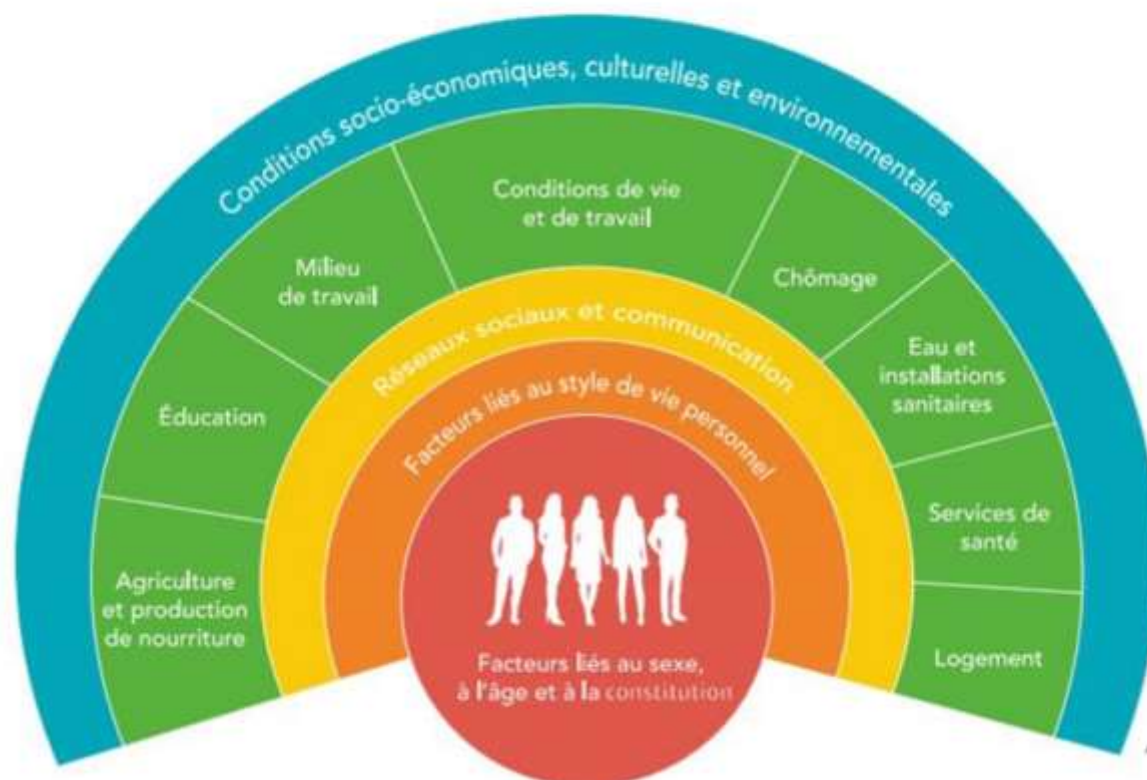 Conditions socio-économiques, culturelles et environnementales
Conditions de vie
et de travail
Milieu
de travail
Chômage
Réseaux sociaux et communication
Eau et
installations
sanitaires
Éducation
Facteurs liés au style de vie personnel
Services de
santé
Agriculture
et production
de nourriture
Logement
Facteurs liés au sexe,
à l'âge et à la constitution